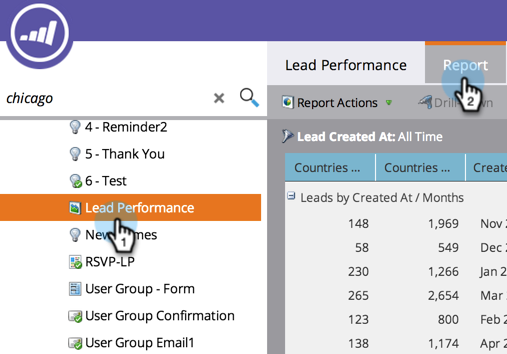 Lead Performance
Report
chicago
Report Actions
Drill
wn
2
4 - Reminder2
Lead Created At: All Time
5 - Thank You
6 - Test
Countries ...
Countries ...
Create
Lead Performance
Leads by Created At / Months
1
148
1,969
Nov 2
New
mes
58
549
Dec 2
RSVP-LP
230
1,266
Jan 2
User Group - Form
265
2,654
Mar
User Group Confirmation
123
800
Feb 2
User Group Email1
138
1,174
Apr 2